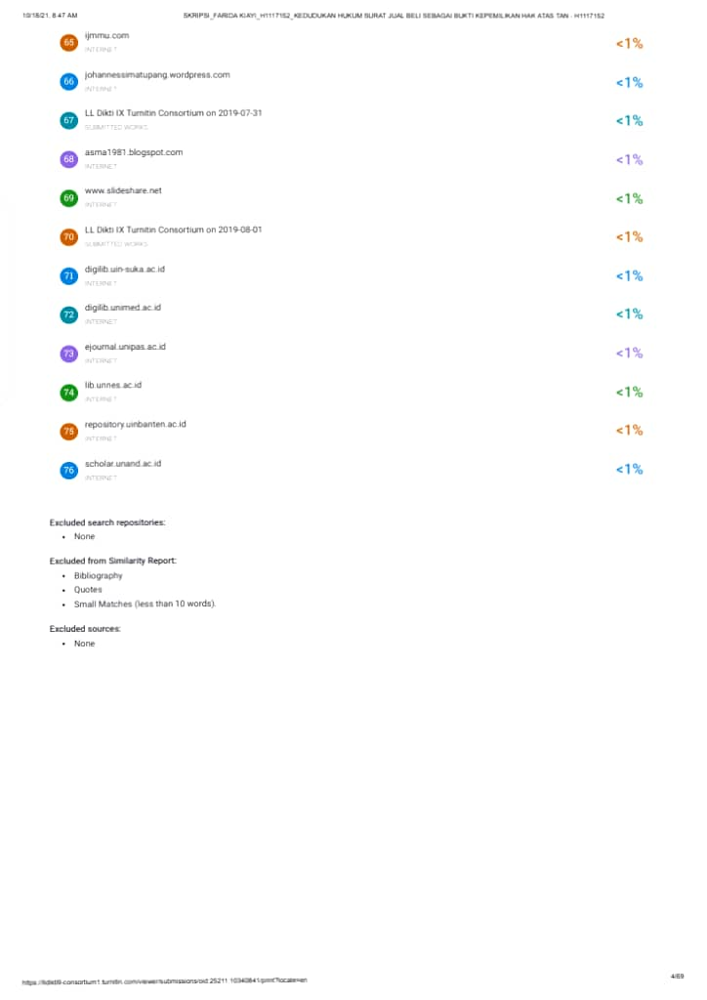 10/18/21, 8:47 AM SKRIPSI_FARIDA KIAYI_H1117152_KEDUDUKAN HUKUM SURAT JUAL BELI SEBAGAI BUKTI KEPEMILIKAN HAK ATAS TAN - H1117152
65 ijmmu.com <1%
INTERNET
66 johannessimatupang.wordpress.com <1%
INTERNET
67 LL Dikti IX Turnitin Consortium on 2019-07-31 <1%
SUBMITTED WORKS
68 asma1981.blogspot.com <1%
INTERNET
69 www.slideshare.net <1%
INTERNET
70 LL Dikti IX Turnitin Consortium on 2019-08-01 <1%
SUBMITTED WORKS
71 digilib.uin-suka.ac.id <1%
INTERNET
72 digilib.unimed.ac.id <1%
INTERNET
73 ejournal.unipas.ac.id <1%
INTERNET
74 lib.unnes.ac.id <1%
INTERNET
75 repository.uinbanten.ac.id <1%
INTERNET
76 scholar.unand.ac.id <1%
INTERNET
Excluded search repositories:
• None
Excluded from Similarity Report:
• Bibliography
• Quotes
• Small Matches (less than 10 words).
Excluded sources:
• None
https://lldikti9-consortium1.turnitin.com/viewer/submissions/oid:25211:10340841/print?locale=en 4/69